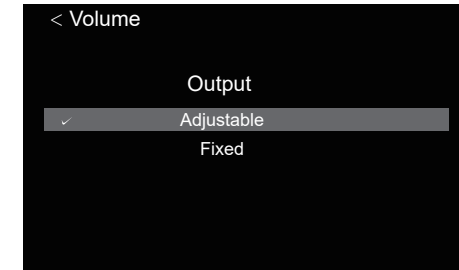 < Volume
Output
✓ Adjustable
Fixed